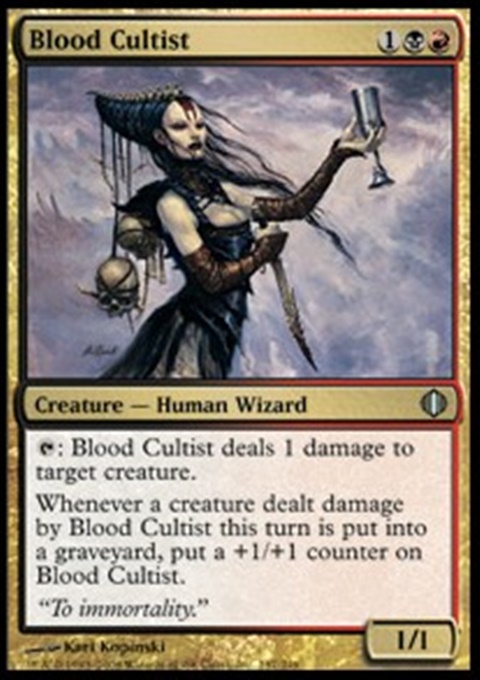 Blood Cultist 1
Creature — Human Wizard
: Blood Cultist deals 1 damage to
target creature.
Whenever a creature dealt damage
by Blood Cultist this turn is put into
a graveyard, put a +1/+1 counter on
Blood Cultist.
“To immortality.”
Karl Kopinski
1/1